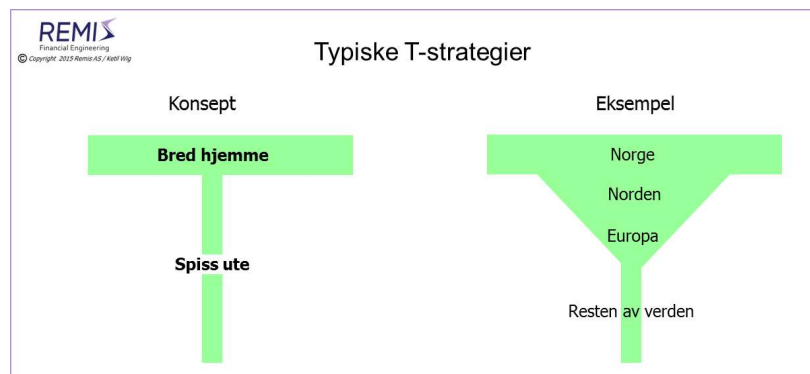 REMIS
Financial Engineering
© Copyright 2015 Remis AS / Ketil Wig
Typiske T-strategier
Konsept
Bred hjemme
Spiss ute
Eksempel
Norge
Norden
Europa
Resten av verden